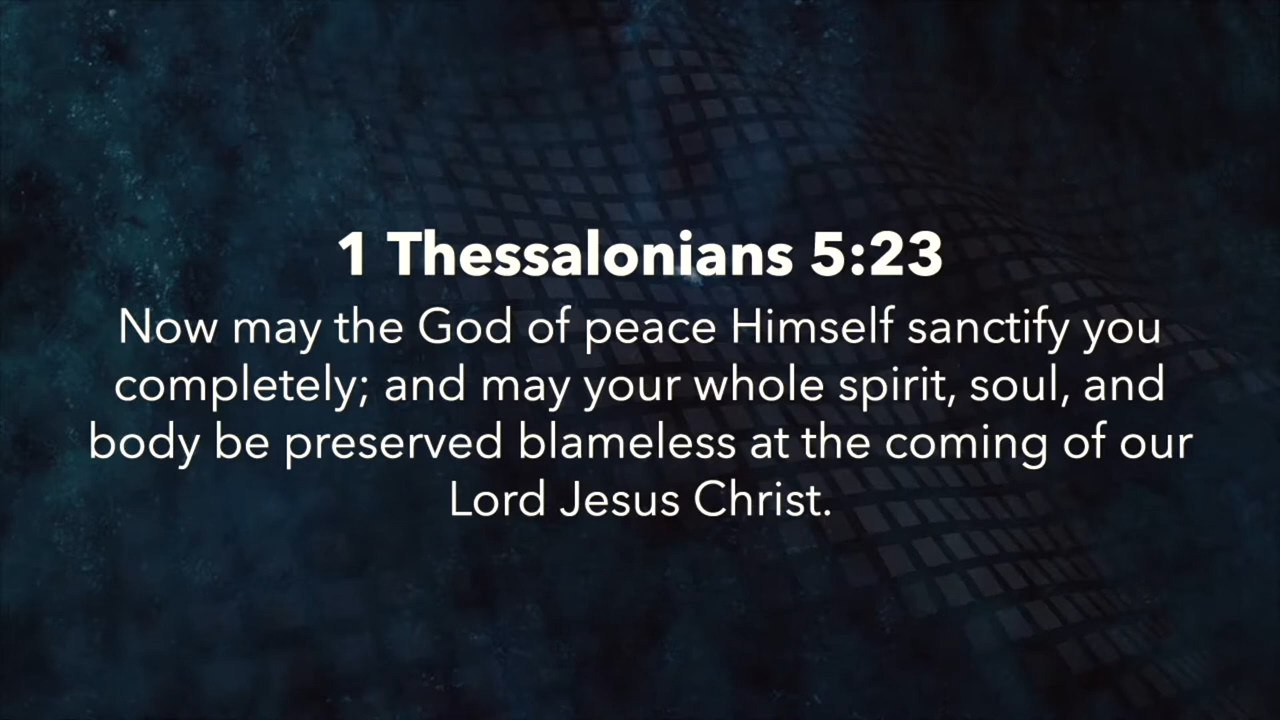 1 Thessalonians 5:23
Now may the God of peace Himself sanctify you
completely; and may your whole spirit, soul, and
body be preserved blameless at the coming of our
Lord Jesus Christ.